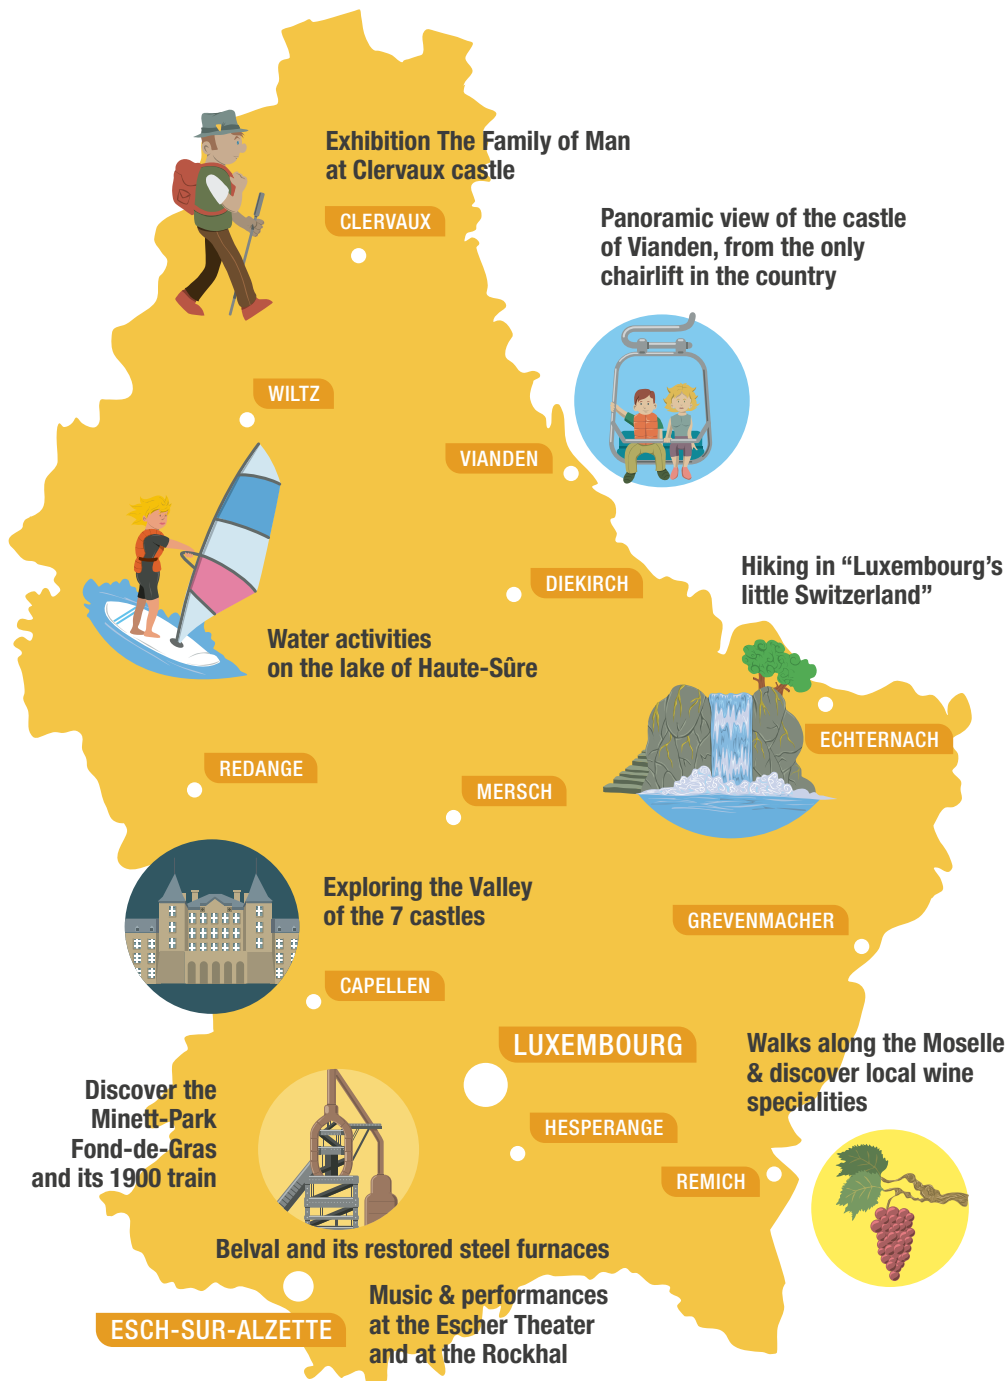 Exhibition The Family of Man
at Clervaux castle
CLERVAUX
Panoramic view of the castle
of Vianden, from the only
chairlift in the country
WILTZ
VIANDEN
DIEKIRCH
Hiking in “Luxembourg’s
little Switzerland”
Water activities
on the lake of Haute-Sûre
ECHTERNACH
REDANGE
MERSCH
Exploring the Valley
of the 7 castles
GREVENMACHER
CAPELLEN
LUXEMBOURG
Walks along the Moselle
& discover local wine
specialities
Discover the
Minett-Park
Fond-de-Gras
and its 1900 train
HESPERANGE
REMICH
Belval and its restored steel furnaces
ESCH-SUR-ALZETTE
Music & performances
at the Escher Theater
and at the Rockhal